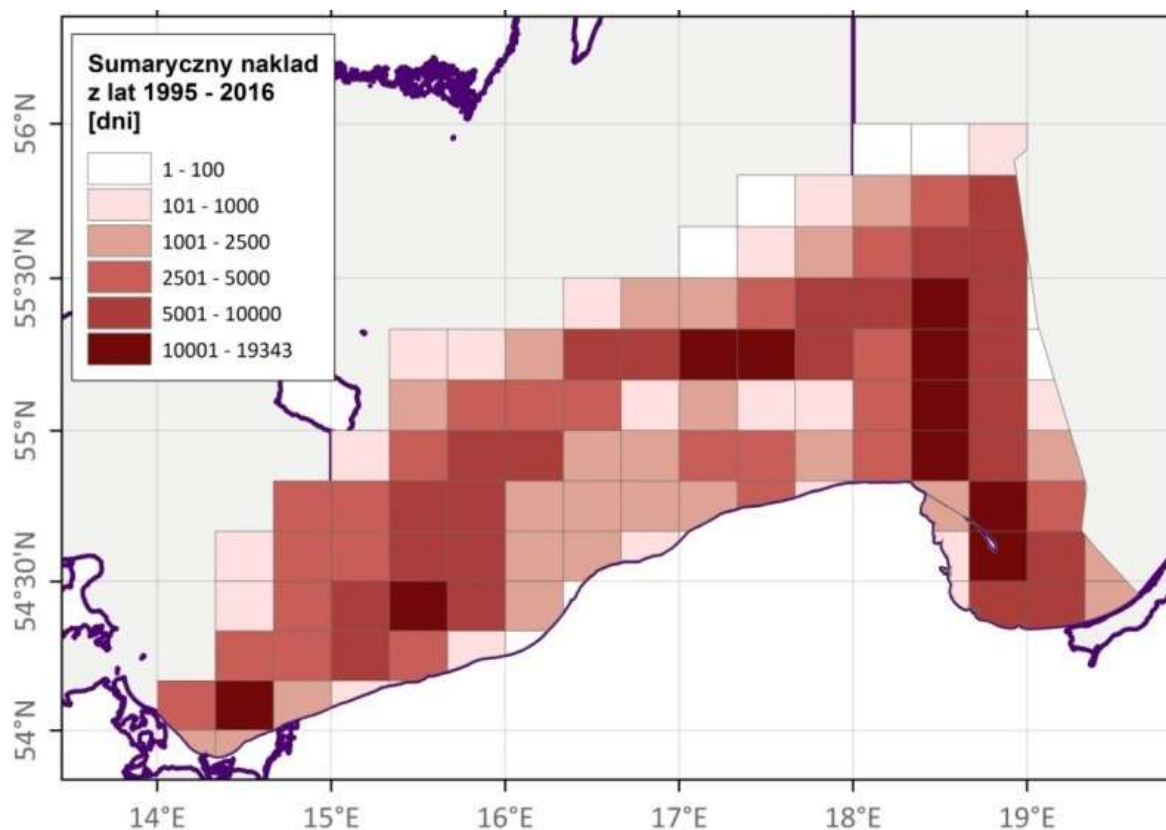 Sumaryczny naklad
z lat 1995 - 2016
[dni]
1 - 100
101 - 1000
1001 - 2500
2501 - 5000
5001 - 10000
10001 - 19343
56°N
55°30'N
55°N
54°30'N
54°N
14°E
15°E
16°E
17°E
18°E
19°E